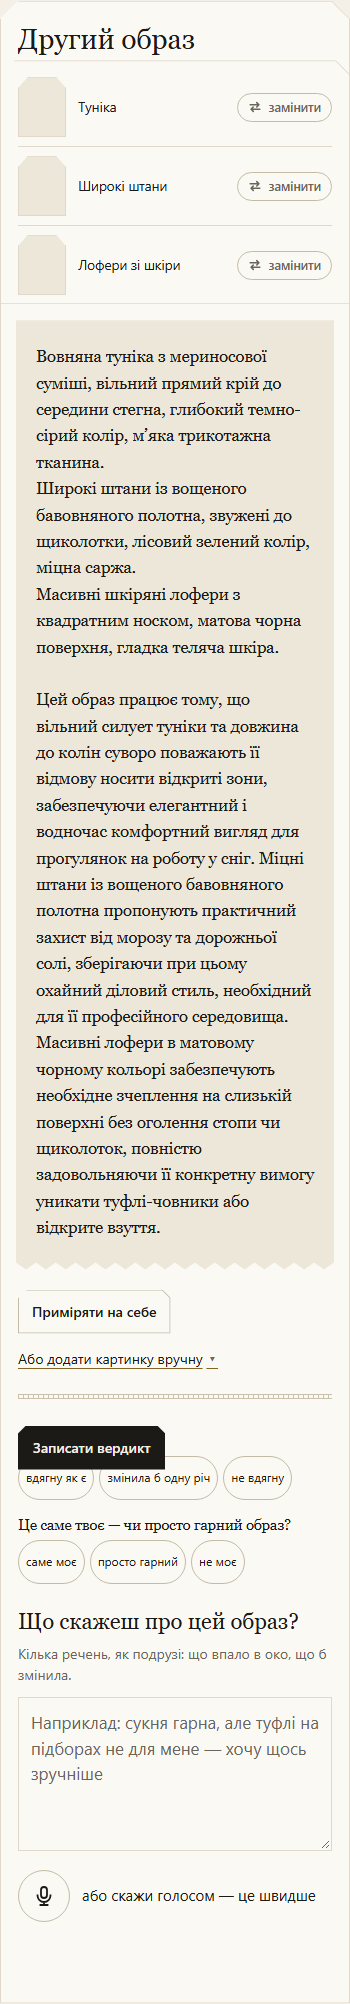 Другий образ
Туніка
замінити
Широкі штани
замінити
Лофери зі шкіри
замінити
Вовняна туніка з мериносової
суміші, вільний прямий крій до
середини стегна, глибокий темно-
сірий колір, м’яка трикотажна
тканина.
Широкі штани із вощеного
бавовняного полотна, звужені до
щиколотки, лісовий зелений колір,
міцна саржа.
Масивні шкіряні лофери з
квадратним носком, матова чорна
поверхня, гладка теляча шкіра.
Цей образ працює тому, що
вільний силует туніки та довжина
до колін суворо поважають її
відмову носити відкриті зони,
забезпечуючи елегантний і
водночас комфортний вигляд для
прогулянок на роботу у сніг. Міцні
штани із вощеного бавовняного
полотна пропонують практичний
захист від морозу та дорожньої
солі, зберігаючи при цьому
охайний діловий стиль, необхідний
для її професійного середовища.
Масивні лофери в матовому
чорному кольорі забезпечують
необхідне зчеплення на слизькій
поверхні без оголення стопи чи
щиколоток, повністю
задовольняючи її конкретну вимогу
уникати туфлі-човники або
відкрите взуття.
Приміряти на себе
Або додати картинку вручну
Записати вердикт
вдягну як є
змінила б одну річ
не вдягну
Це саме твоє — чи просто гарний образ?
саме моє
просто гарний
не моє
Що скажеш про цей образ?
Кілька речень, як подрузі: що впало в око, що б
змінила.
Наприклад: сукня гарна, але туфлі на
підборах не для мене — хочу щось
зручніше
або скажи голосом — це швидше